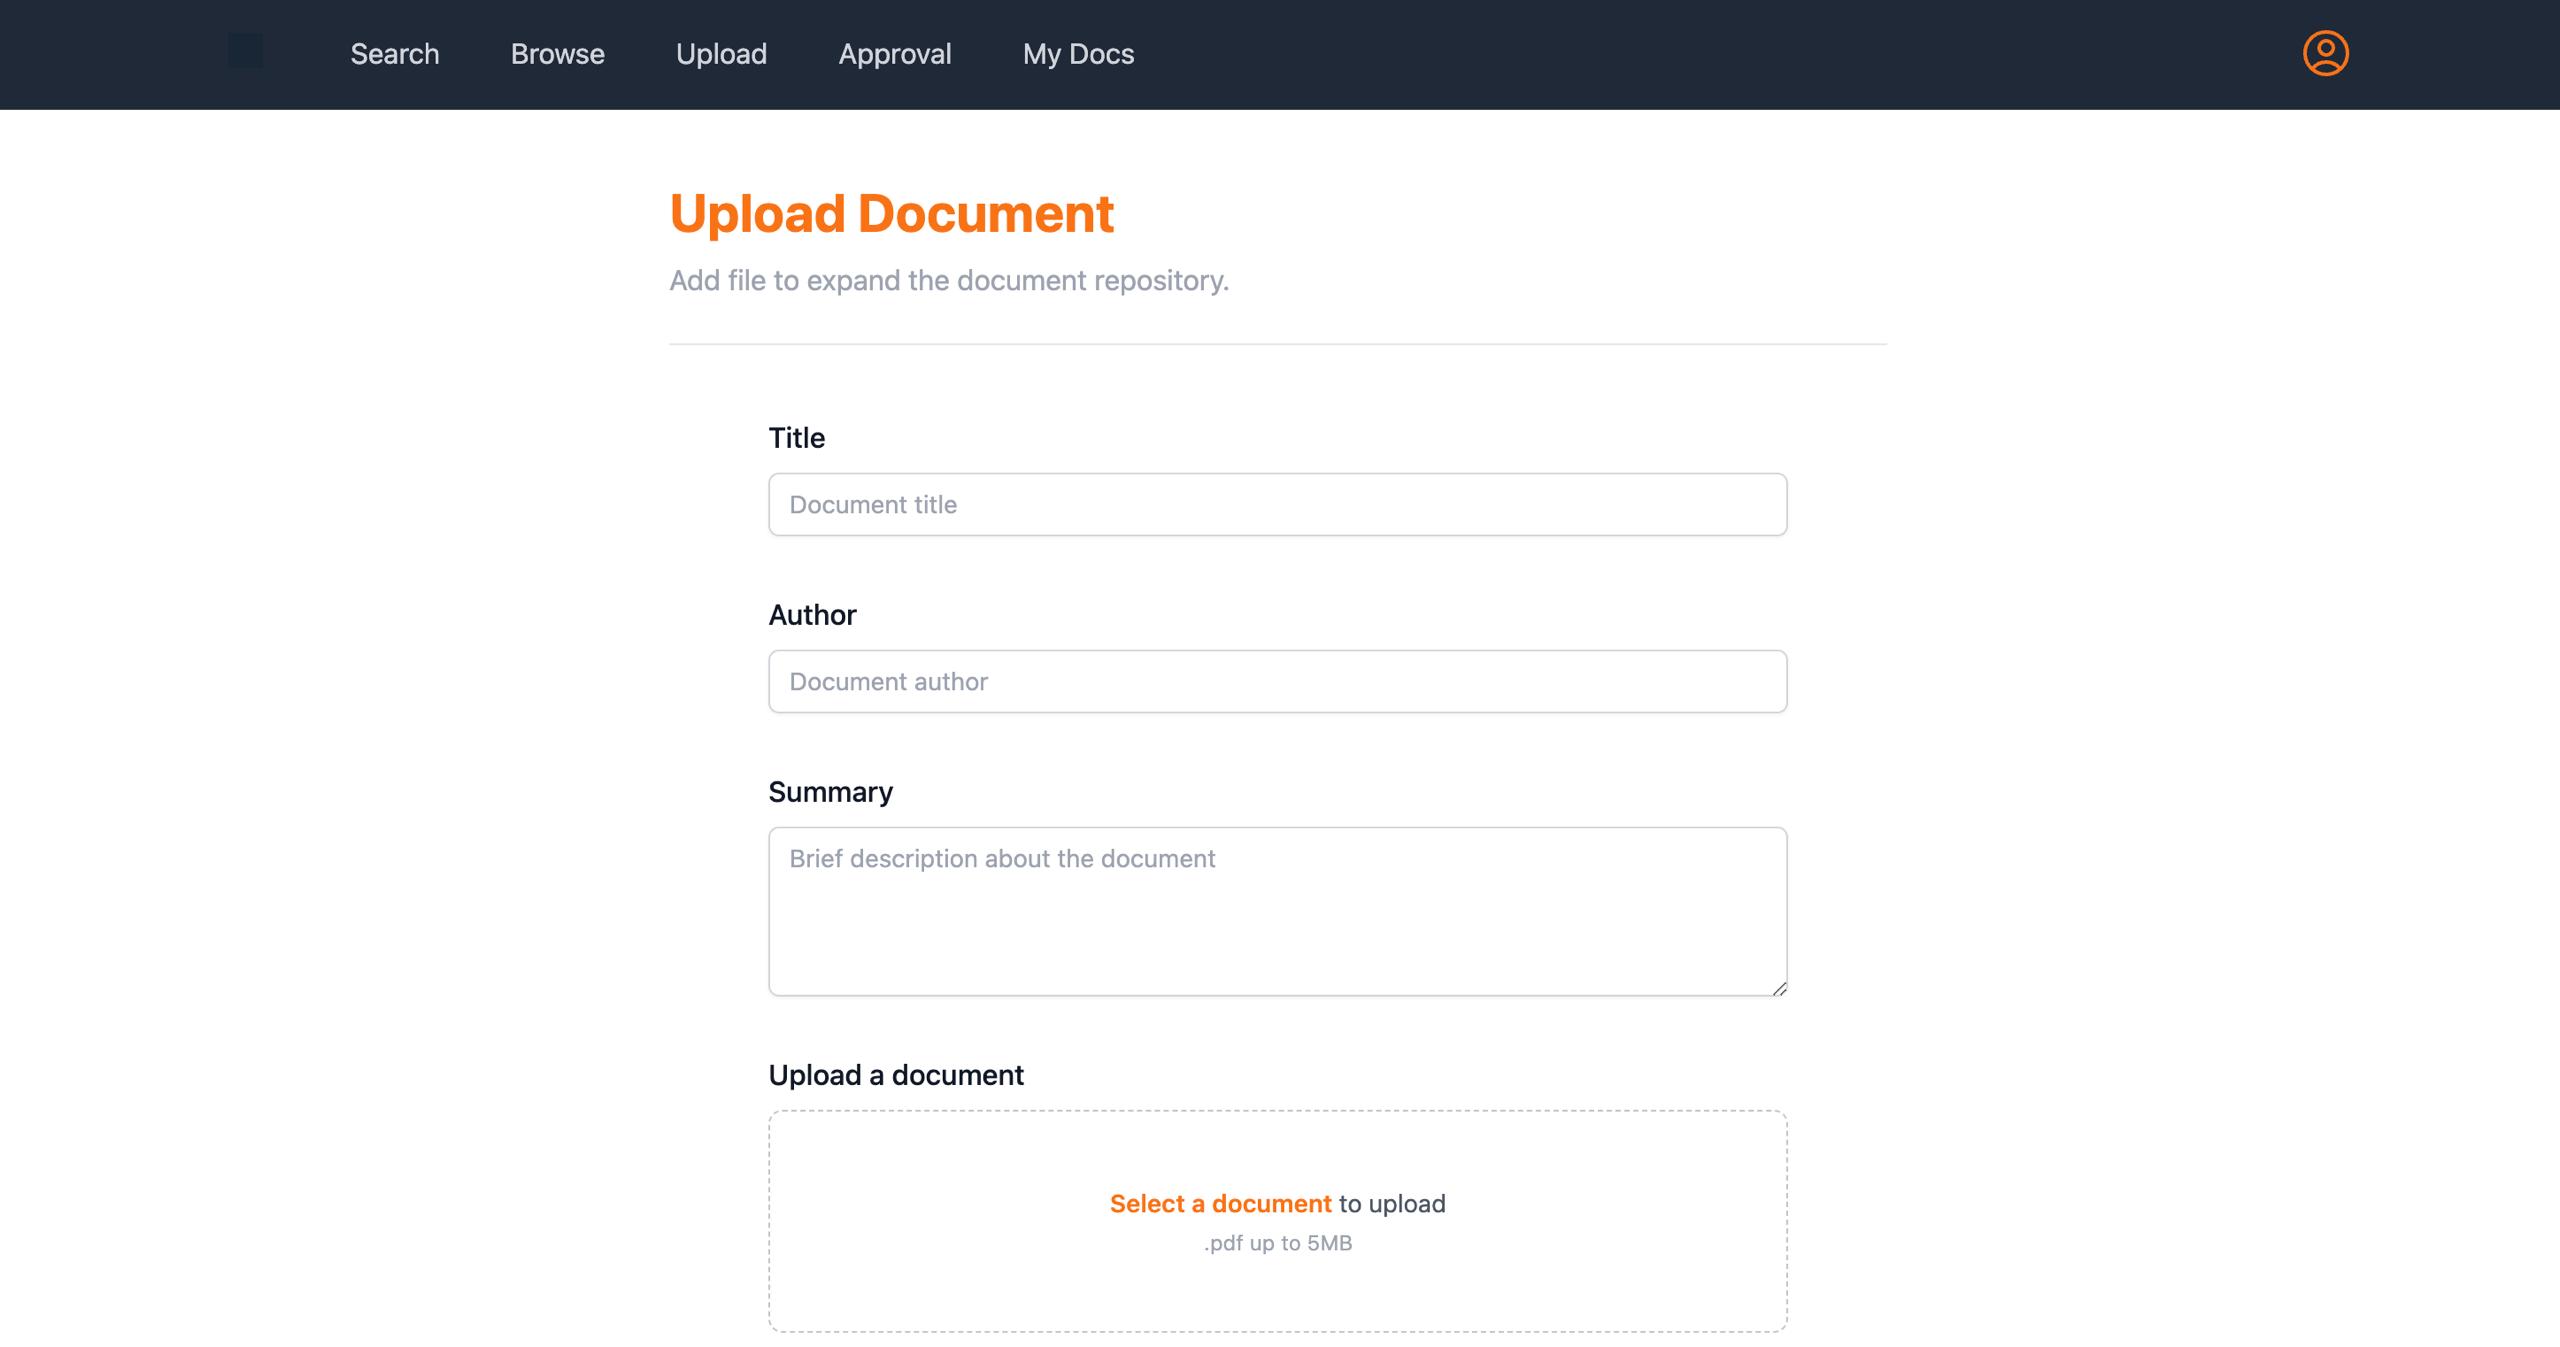 Search Browse Upload Approval My Docs
Upload Document
Add file to expand the document repository.
Title
Document title
Author
Document author
Summary
Brief description about the document
Upload a document
Select a document to upload
.pdf up to 5MB